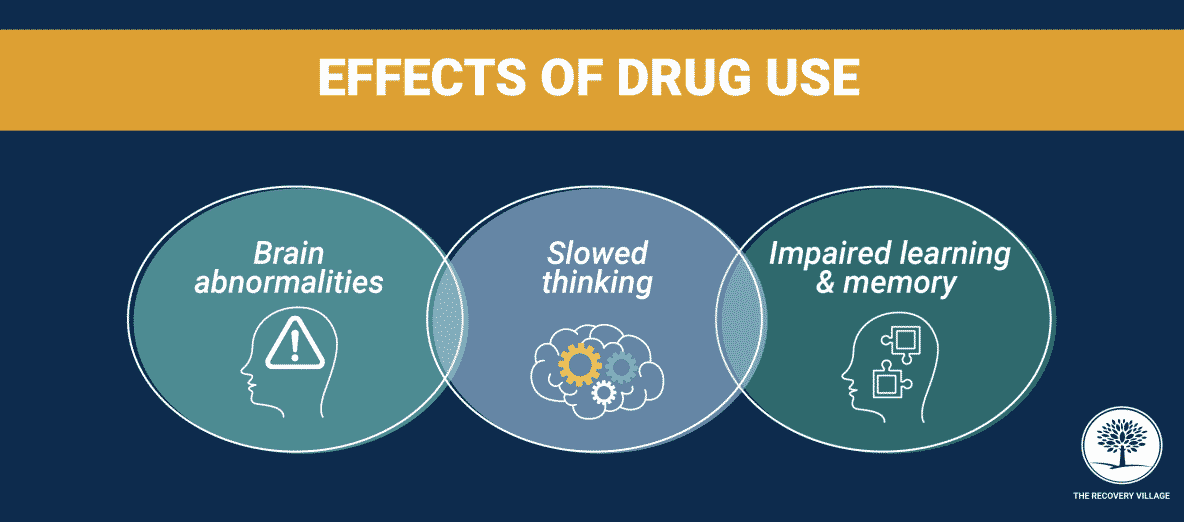 EFFECTS OF DRUG USE
Brain
abnormalities
Slowed
thinking
Impaired learning
& memory
THE RECOVERY VILLAGE